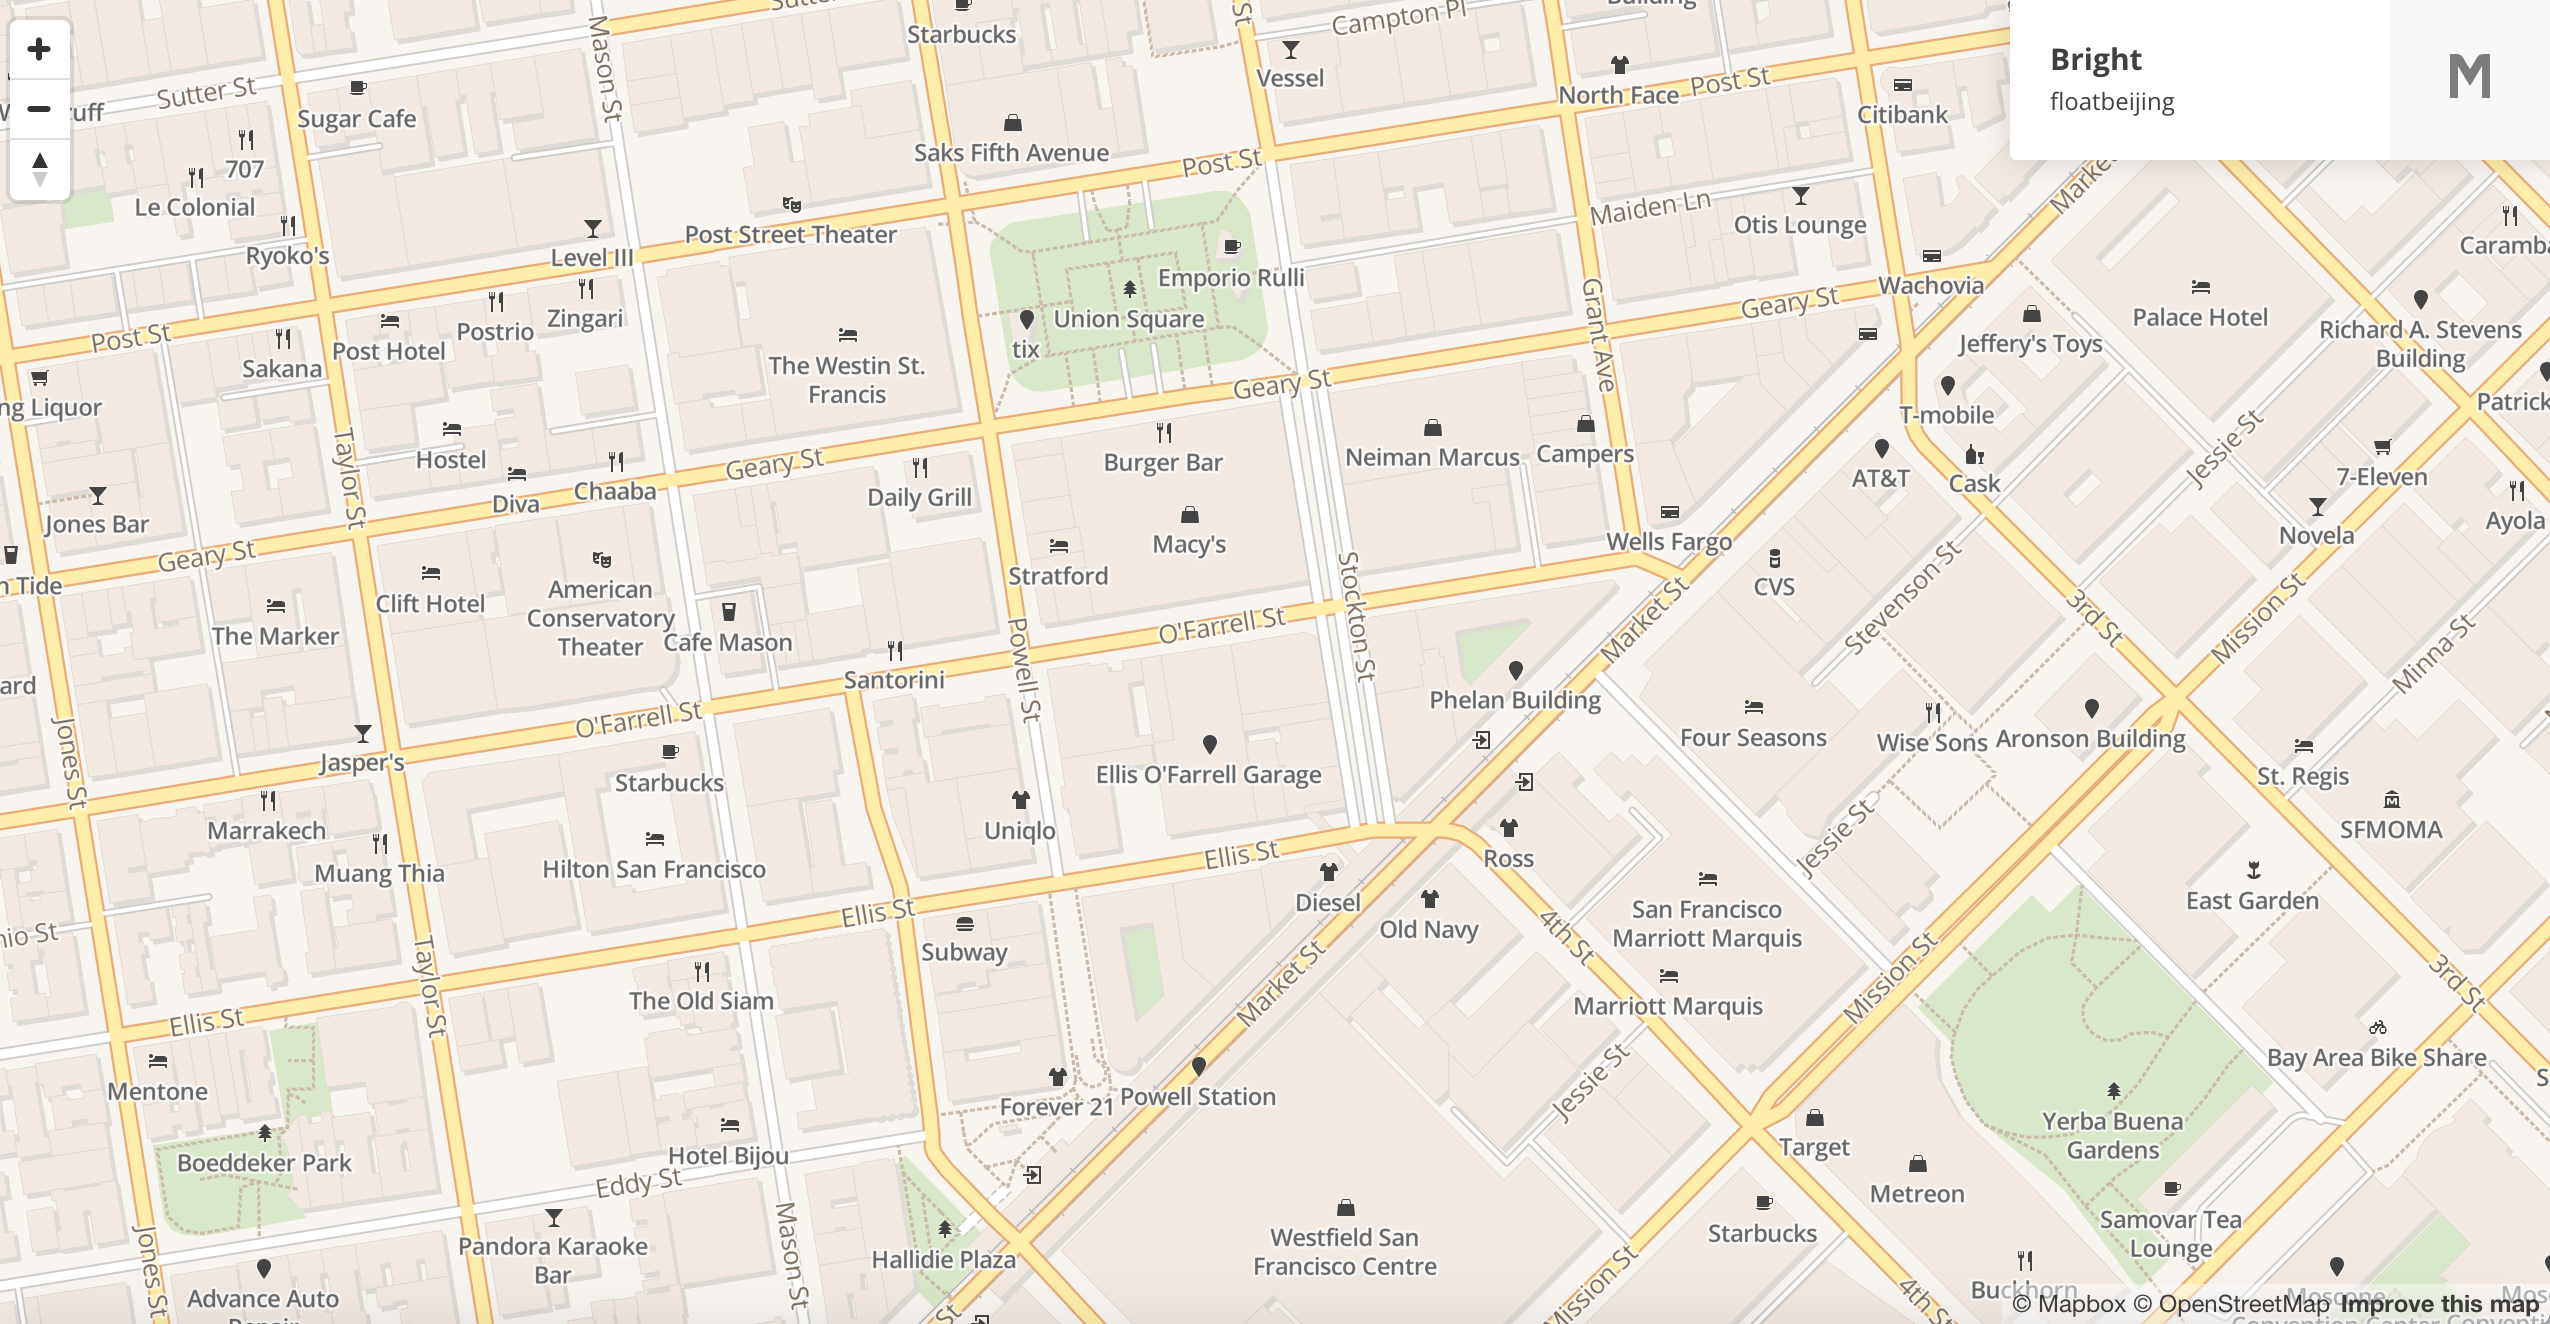 Sutter St
Mason St
Starbucks
St
Campton Pl
Building
Bright
floatbeijing
M
Vessel
North Face
Post St
Citibank
Sutter St
Sugar Cafe
Saks Fifth Avenue
Post St
707
Le Colonial
Ryoko's
Level III
Post Street Theater
Maiden Ln
Otis Lounge
Emporio Rulli
Union Square
tix
Grant Ave
Geary St
Wachovia
Jeffery's Toys
Palace Hotel
Richard A. Stevens
Building
Post St
Sakana
Post Hotel
Postrio
Zingari
The Westin St.
Francis
Geary St
T-mobile
Jessie St
Taylor St
Hostel
Diva
Chaaba
Geary St
Daily Grill
Burger Bar
Macy's
Neiman Marcus
Campers
AT&T
Cask
7-Eleven
Novela
Ayola
Jones Bar
Geary St
Wells Fargo
CVS
Stratford
Stockton St
Stevenson St
3rd St
Mission St
Minna St
Tide
The Marker
Clift Hotel
American
Conservatory
Theater
Cafe Mason
Santorini
Powell St
O'Farrell St
Market St
Phelan Building
Four Seasons
Wise Sons
Aronson Building
St. Regis
SFMOMA
Jones St
Jasper's
O'Farrell St
Starbucks
Ellis O'Farrell Garage
Uniqlo
Marrakech
Muang Thia
Hilton San Francisco
Ellis St
Ross
Jessie St
Diesel
Old Navy
4th St
San Francisco
Marriott Marquis
Marriott Marquis
East Garden
Mission St
3rd St
Ellis St
Subway
Taylor St
The Old Siam
Market St
Ellis St
Mentone
Forever 21
Powell Station
Jessie St
Bay Area Bike Share
Yerba Buena
Gardens
Target
Metreon
Boeddeker Park
Hotel Bijou
Eddy St
Mason St
Jones St
Pandora Karaoke
Bar
Hallidie Plaza
Westfield San
Francisco Centre
Starbucks
Samovar Tea
Lounge
Mission St
4th St
Buckhorn
Advance Auto
Repair
Moscone
© Mapbox © OpenStreetMap Improve this map